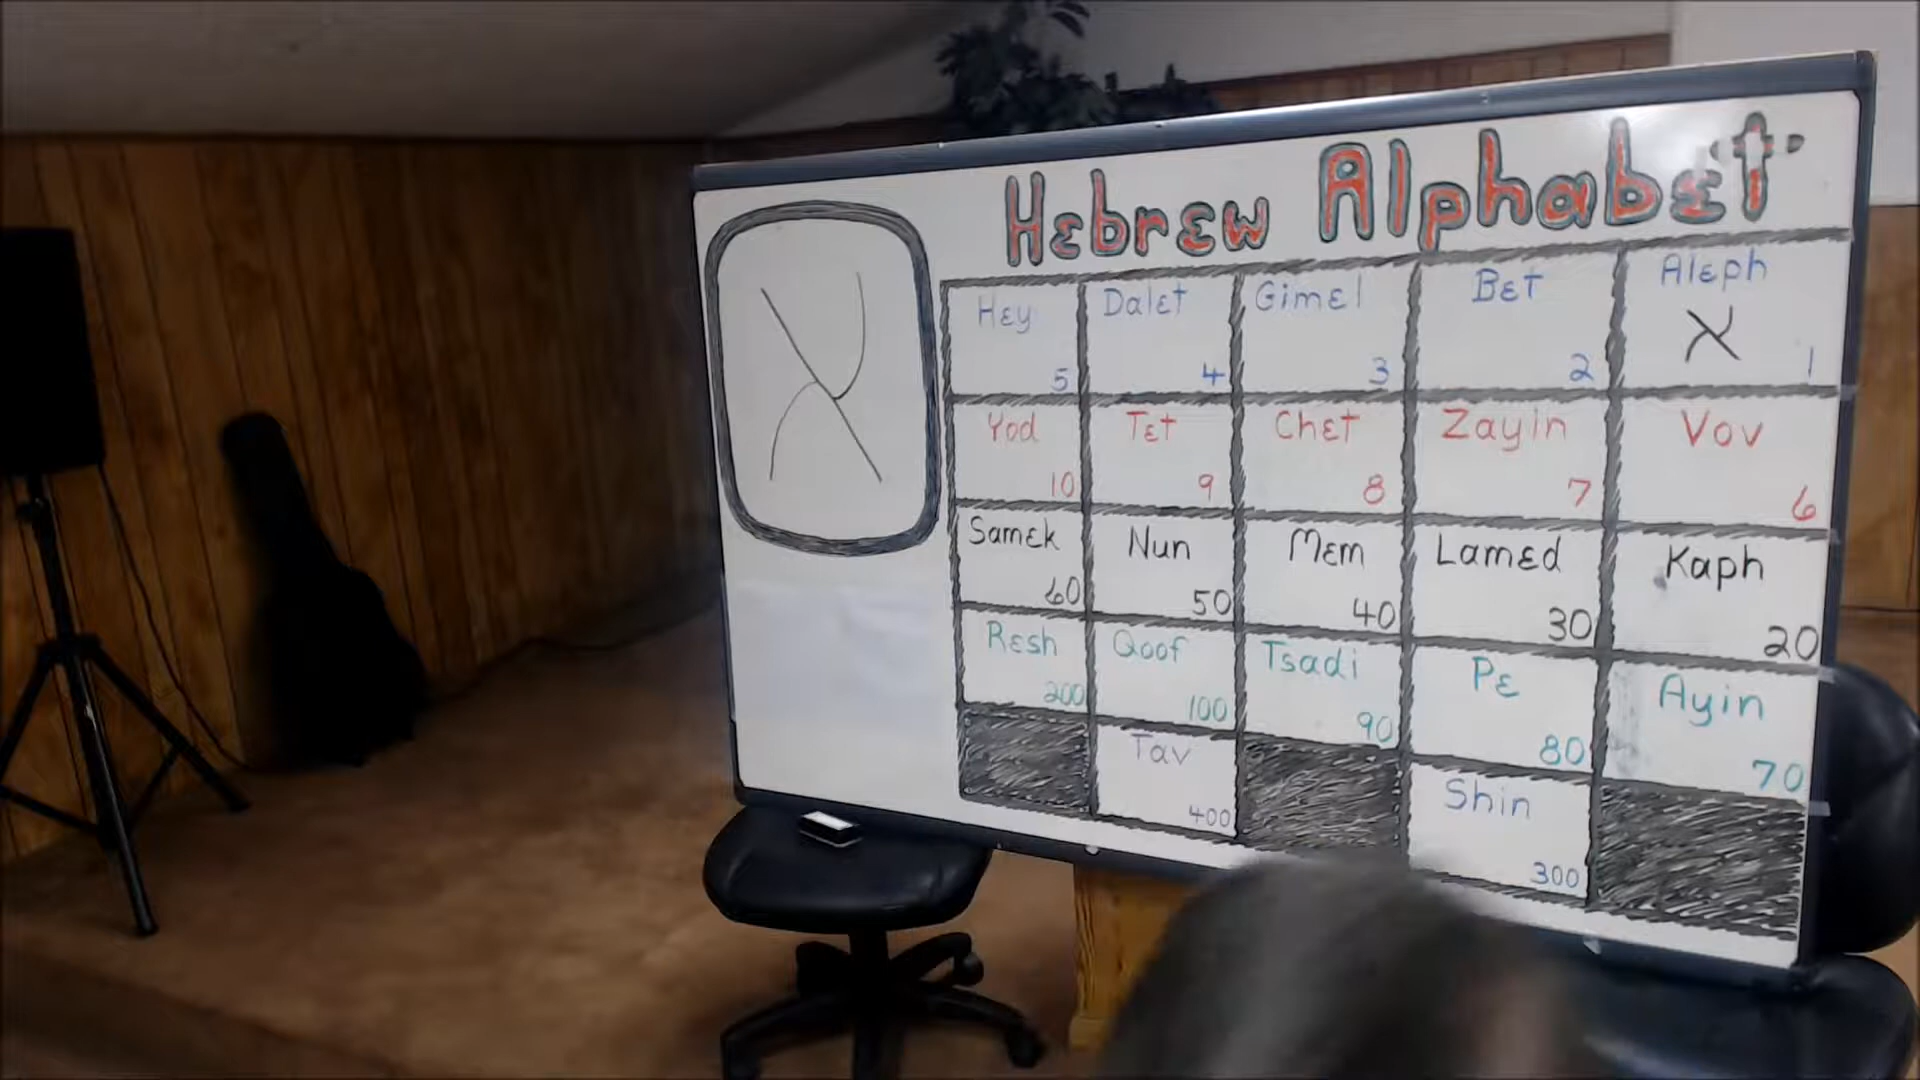 Hebrew Alphabet
א
Hey Dalet Gimel Bet Aleph
א
5 4 3 2 1
Yod Tet Chet Zayin Vov
10 9 8 7 6
Samek Nun Mem Lamed Kaph
60 50 40 30 20
Resh Qoof Tsadi Pe Ayin
200 100 90 80 70
Tav Shin
400 300